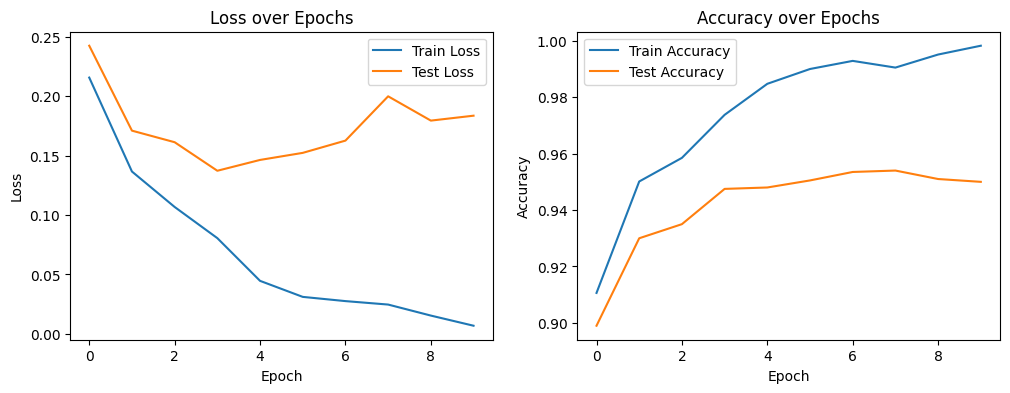 Loss over Epochs
Train Loss
Test Loss
0.25
0.20
0.15
0.10
0.05
0.00
Loss
0
2
4
6
8
Epoch
Accuracy over Epochs
Train Accuracy
Test Accuracy
1.00
0.98
0.96
0.94
0.92
0.90
Accuracy
0
2
4
6
8
Epoch